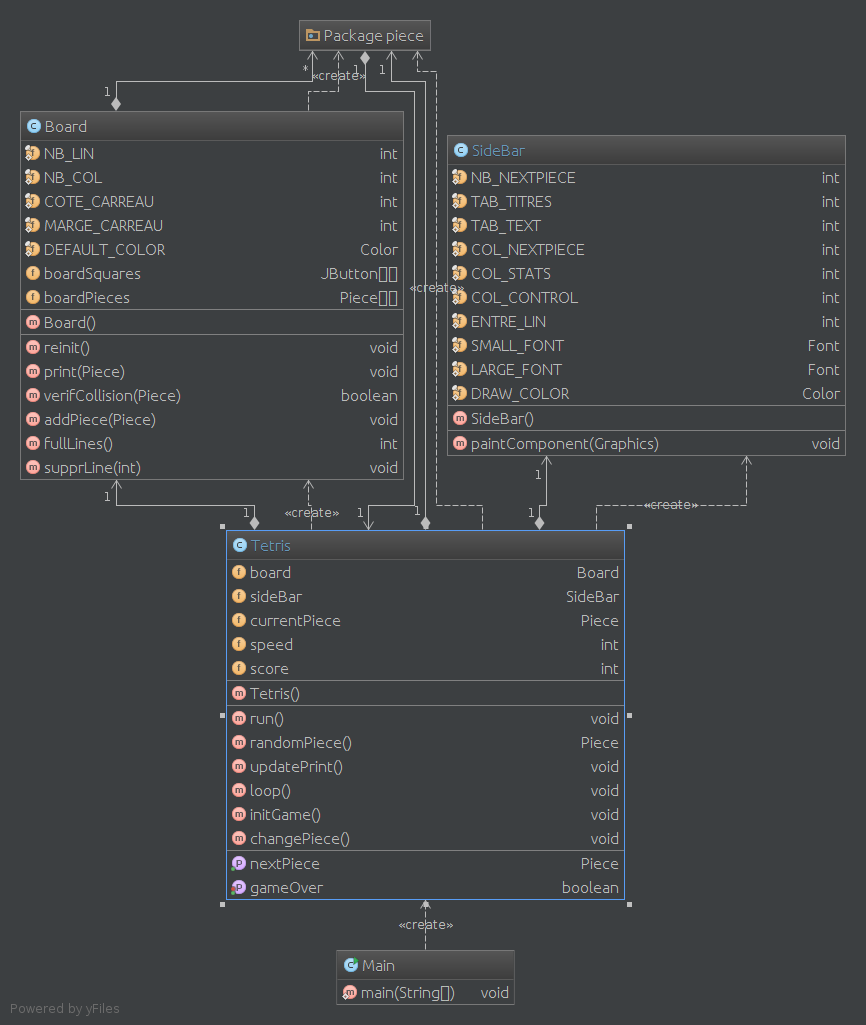 Package piece
*
«create»
1
1
1
Board
NB_LIN int
NB_COL int
COTE_CARREAU int
MARGE_CARREAU int
DEFAULT_COLOR Color
boardSquares JButton[][]
boardPieces Piece[][]
Board()
reinit() void
print(Piece) void
verifCollision(Piece) boolean
addPiece(Piece) void
fullLines() int
supprLine(int) void
SideBar
NB_NEXTPIECE int
TAB_TITRES int
TAB_TEXT int
COL_NEXTPIECE int
COL_STATS int
«create»
COL_CONTROL int
ENTRE_LIN int
SMALL_FONT Font
LARGE_FONT Font
DRAW_COLOR Color
SideBar()
paintComponent(Graphics) void
1
1
1
«create»
1
1
1
«create»
Tetris
board Board
sideBar SideBar
currentPiece Piece
speed int
score int
Tetris()
run() void
randomPiece() Piece
updatePrint() void
loop() void
initGame() void
changePiece() void
nextPiece Piece
gameOver boolean
«create»
Main
main(String[]) void
Powered by yFiles